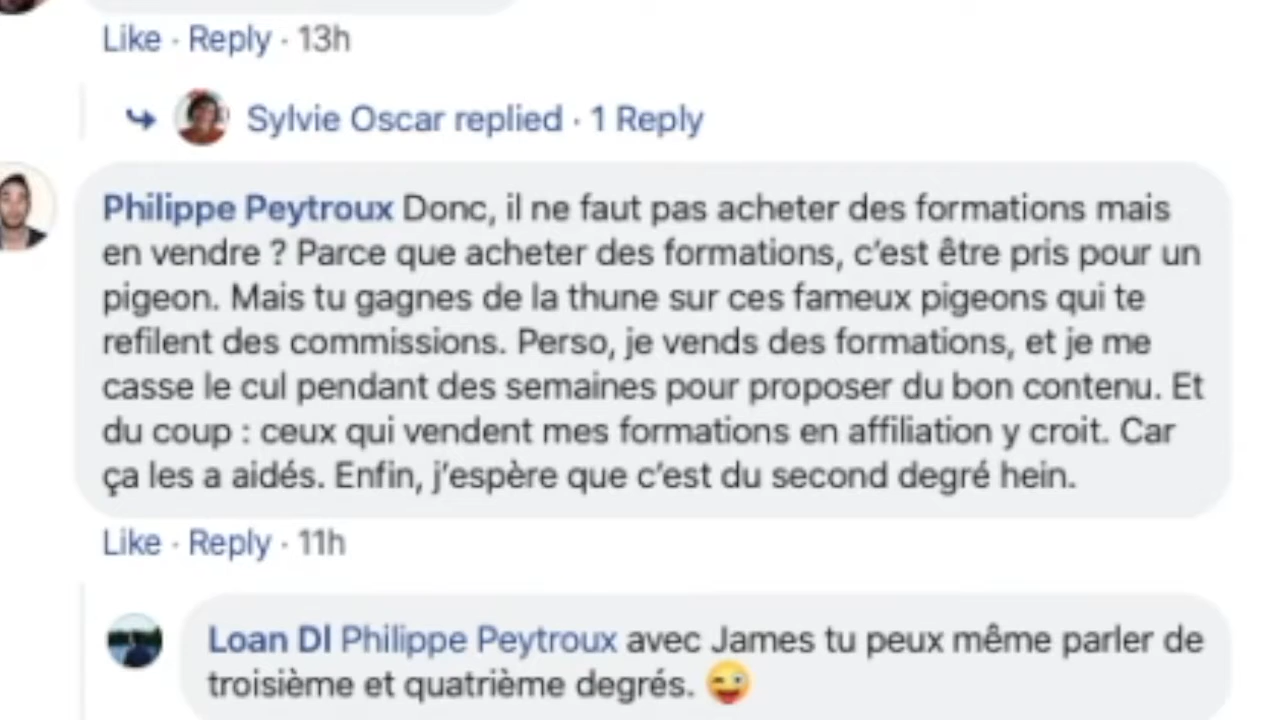 Like · Reply · 13h
Sylvie Oscar replied · 1 Reply
Philippe Peytroux Donc, il ne faut pas acheter des formations mais
en vendre ? Parce que acheter des formations, c’est être pris pour un
pigeon. Mais tu gagnes de la thune sur ces fameux pigeons qui te
refilent des commissions. Perso, je vends des formations, et je me
casse le cul pendant des semaines pour proposer du bon contenu. Et
du coup : ceux qui vendent mes formations en affiliation y croit. Car
ça les a aidés. Enfin, j’espère que c’est du second degré hein.
Like · Reply · 11h
Loan Dl Philippe Peytroux avec James tu peux même parler de
troisième et quatrième degrés. 😜